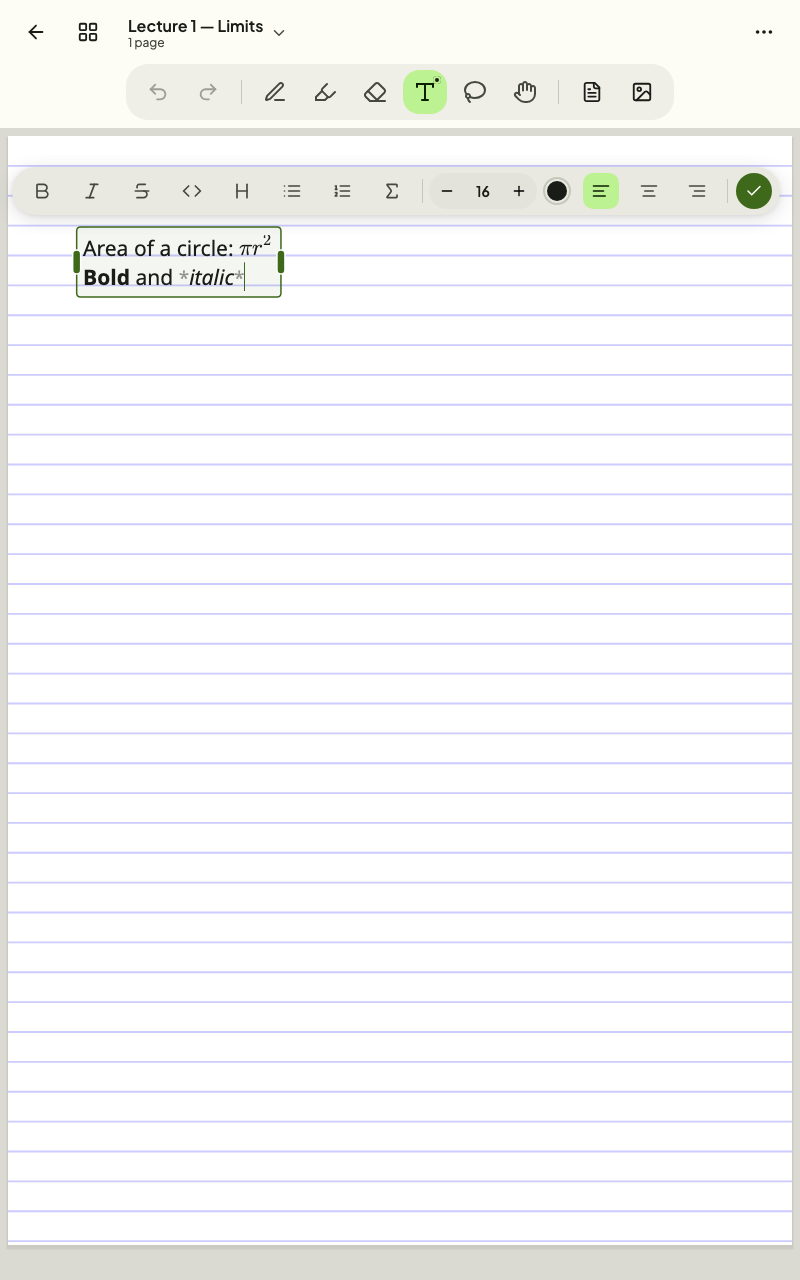 Lecture 1 — Limits
1 page
16
Area of a circle: πr²
Bold and *italic*